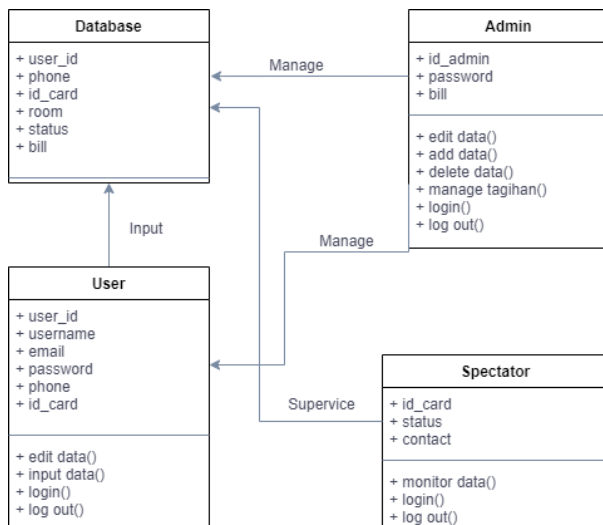 Database
+ user_id
+ phone
+ id_card
+ room
+ status
+ bill
Manage
Admin
+ id_admin
+ password
+ bill
+ edit data()
+ add data()
+ delete data()
+ manage tagihan()
+ login()
+ log out()
Input
Manage
User
+ user_id
+ username
+ email
+ password
+ phone
+ id_card
+ edit data()
+ input data()
+ login()
+ log out()
Supervice
Spectator
+ id_card
+ status
+ contact
+ monitor data()
+ login()
+ log out()